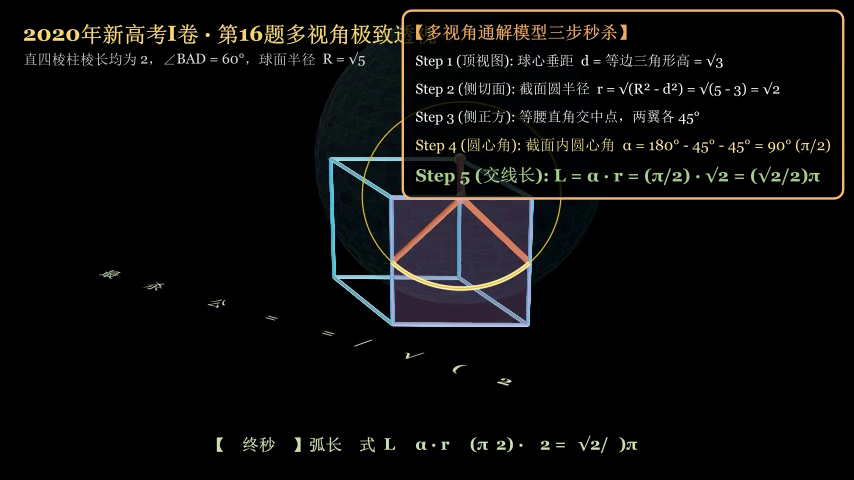 2020年新高考I卷 · 第16题多视角极致透视
直四棱柱棱长均为 2，∠BAD = 60°，球面半径 R = √5
【多视角通解模型三步秒杀】
Step 1 (顶视图): 球心垂距 d = 等边三角形高 = √3
Step 2 (侧切面): 截面圆半径 r = √(R² - d²) = √(5 - 3) = √2
Step 3 (侧正方): 等腰直角交中点，两翼各 45°
Step 4 (圆心角): 截面内圆心角 α = 180° - 45° - 45° = 90° (π/2)
Step 5 (交线长): L = α · r = (π/2) · √2 = (√2/2)π
公 = = / √ ( 2
【 终秒 】弧长 式 L α · r (π 2) · 2 = √2/ )π